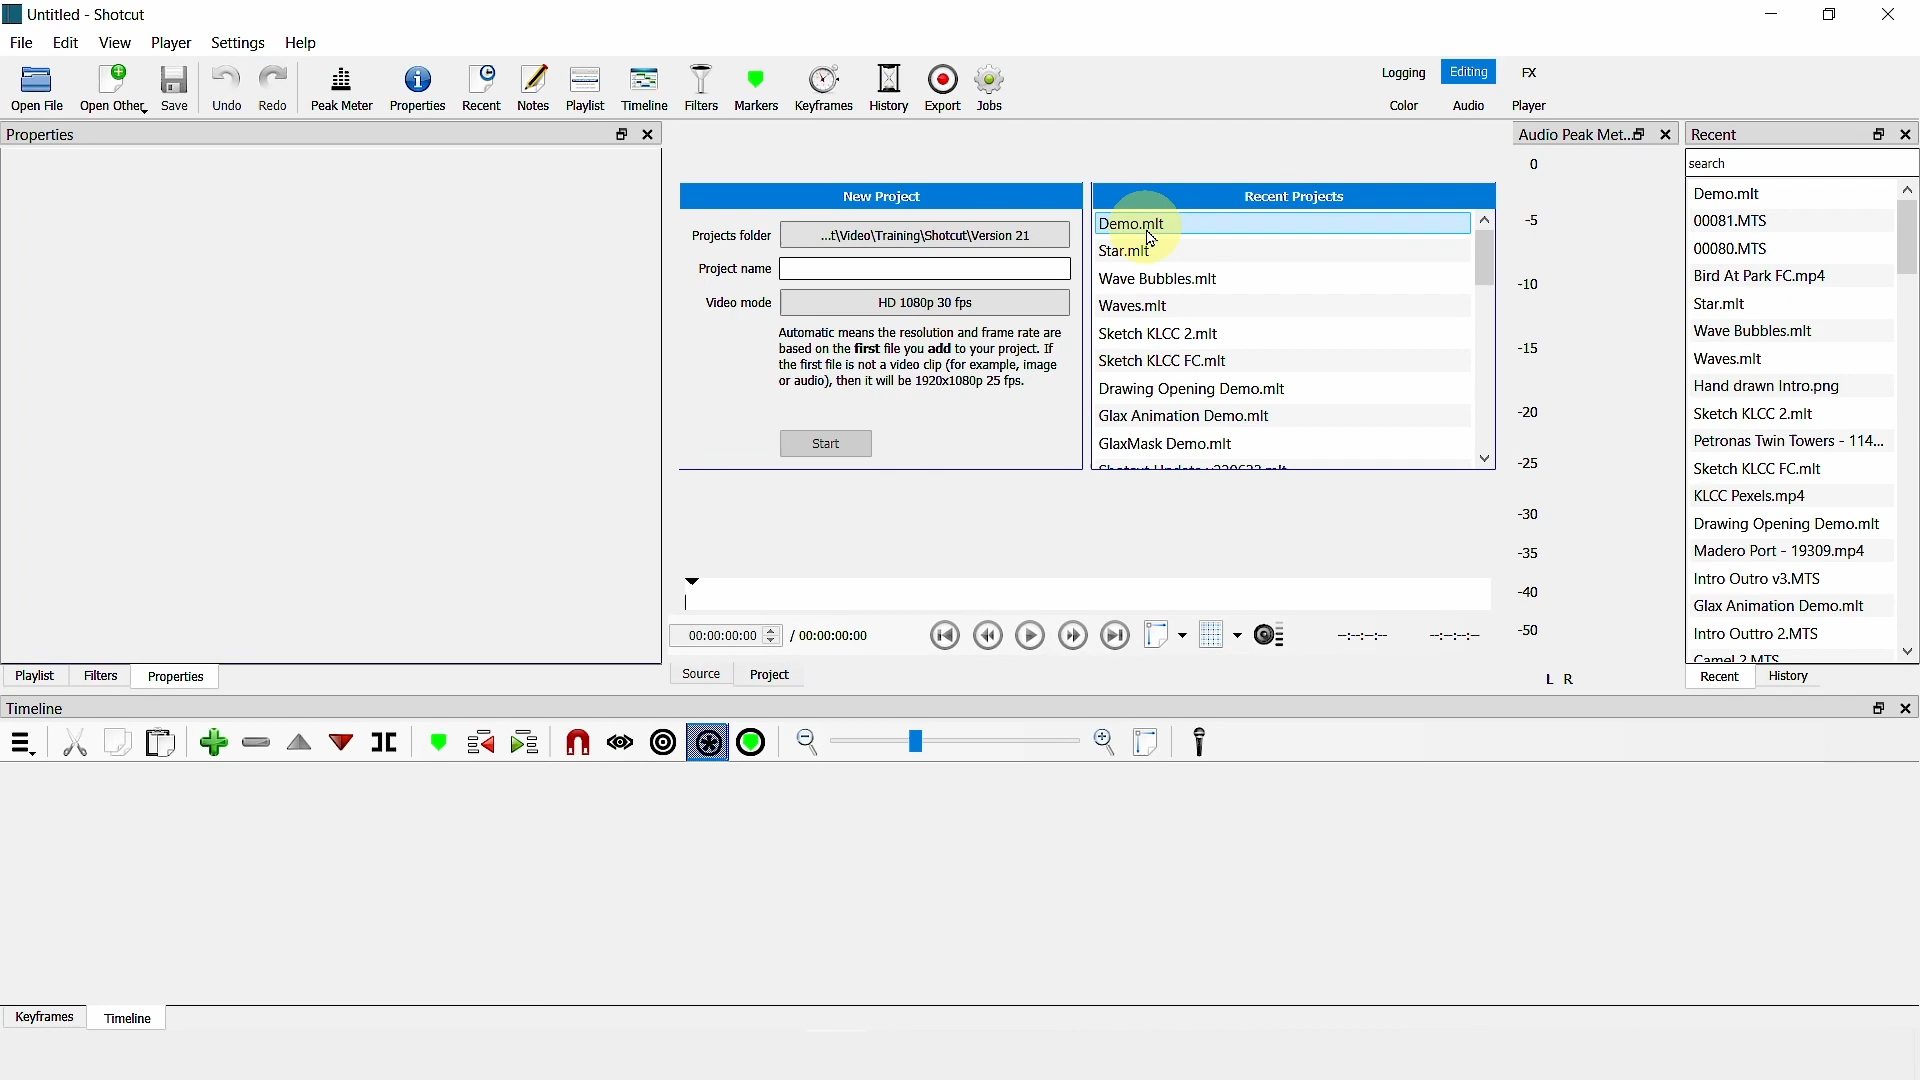 Untitled - Shotcut
File Edit View Player Settings Help
Open File Open Other Save Undo Redo Peak Meter Properties Recent Notes Playlist Timeline Filters Markers Keyframes History Export Jobs
Logging Editing FX
Color Audio Player
Properties
New Project
Projects folder ...t\Video\Training\Shotcut\Version 21
Project name
Video mode HD 1080p 30 fps
Automatic means the resolution and frame rate are
based on the first file you add to your project. If
the first file is not a video clip (for example, image
or audio), then it will be 1920x1080p 25 fps.
Start
Recent Projects
Demo.mlt
Star.mlt
Wave Bubbles.mlt
Waves.mlt
Sketch KLCC 2.mlt
Sketch KLCC FC.mlt
Drawing Opening Demo.mlt
Glax Animation Demo.mlt
GlaxMask Demo.mlt
00:00:00:00 / 00:00:00:00 --:--:--:-- --:--:--:--
Source Project
Audio Peak Met...
0
-5
-10
-15
-20
-25
-30
-35
-40
-50
L R
Recent
search
Demo.mlt
00081.MTS
00080.MTS
Bird At Park FC.mp4
Star.mlt
Wave Bubbles.mlt
Waves.mlt
Hand drawn Intro.png
Sketch KLCC 2.mlt
Petronas Twin Towers - 114...
Sketch KLCC FC.mlt
KLCC Pexels.mp4
Drawing Opening Demo.mlt
Madero Port - 19309.mp4
Intro Outro v3.MTS
Glax Animation Demo.mlt
Intro Outtro 2.MTS
Camel 2.MTS
Recent History
Playlist Filters Properties
Timeline
Keyframes Timeline